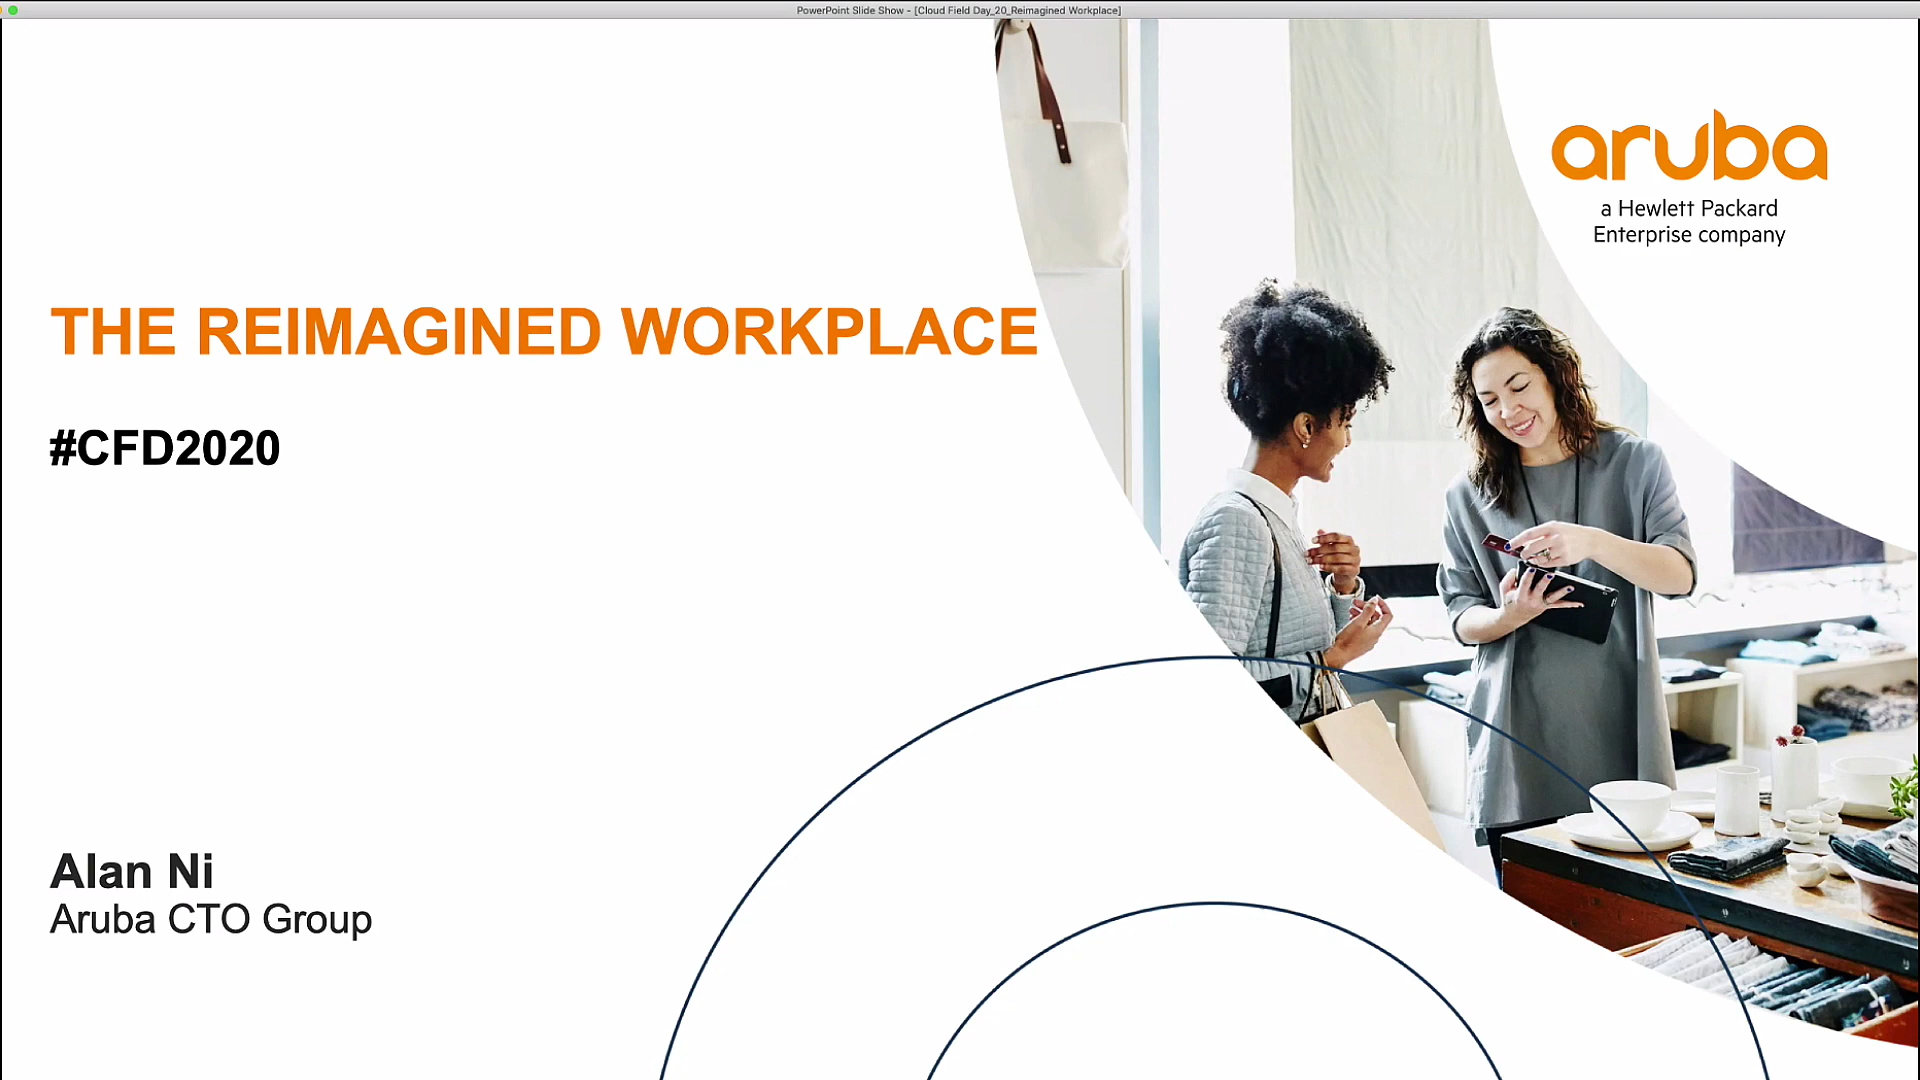 PowerPoint Slide Show - [Cloud Field Day_20_Reimagined Workplace]
aruba
a Hewlett Packard
Enterprise company
THE REIMAGINED WORKPLACE
#CFD2020
Alan Ni
Aruba CTO Group